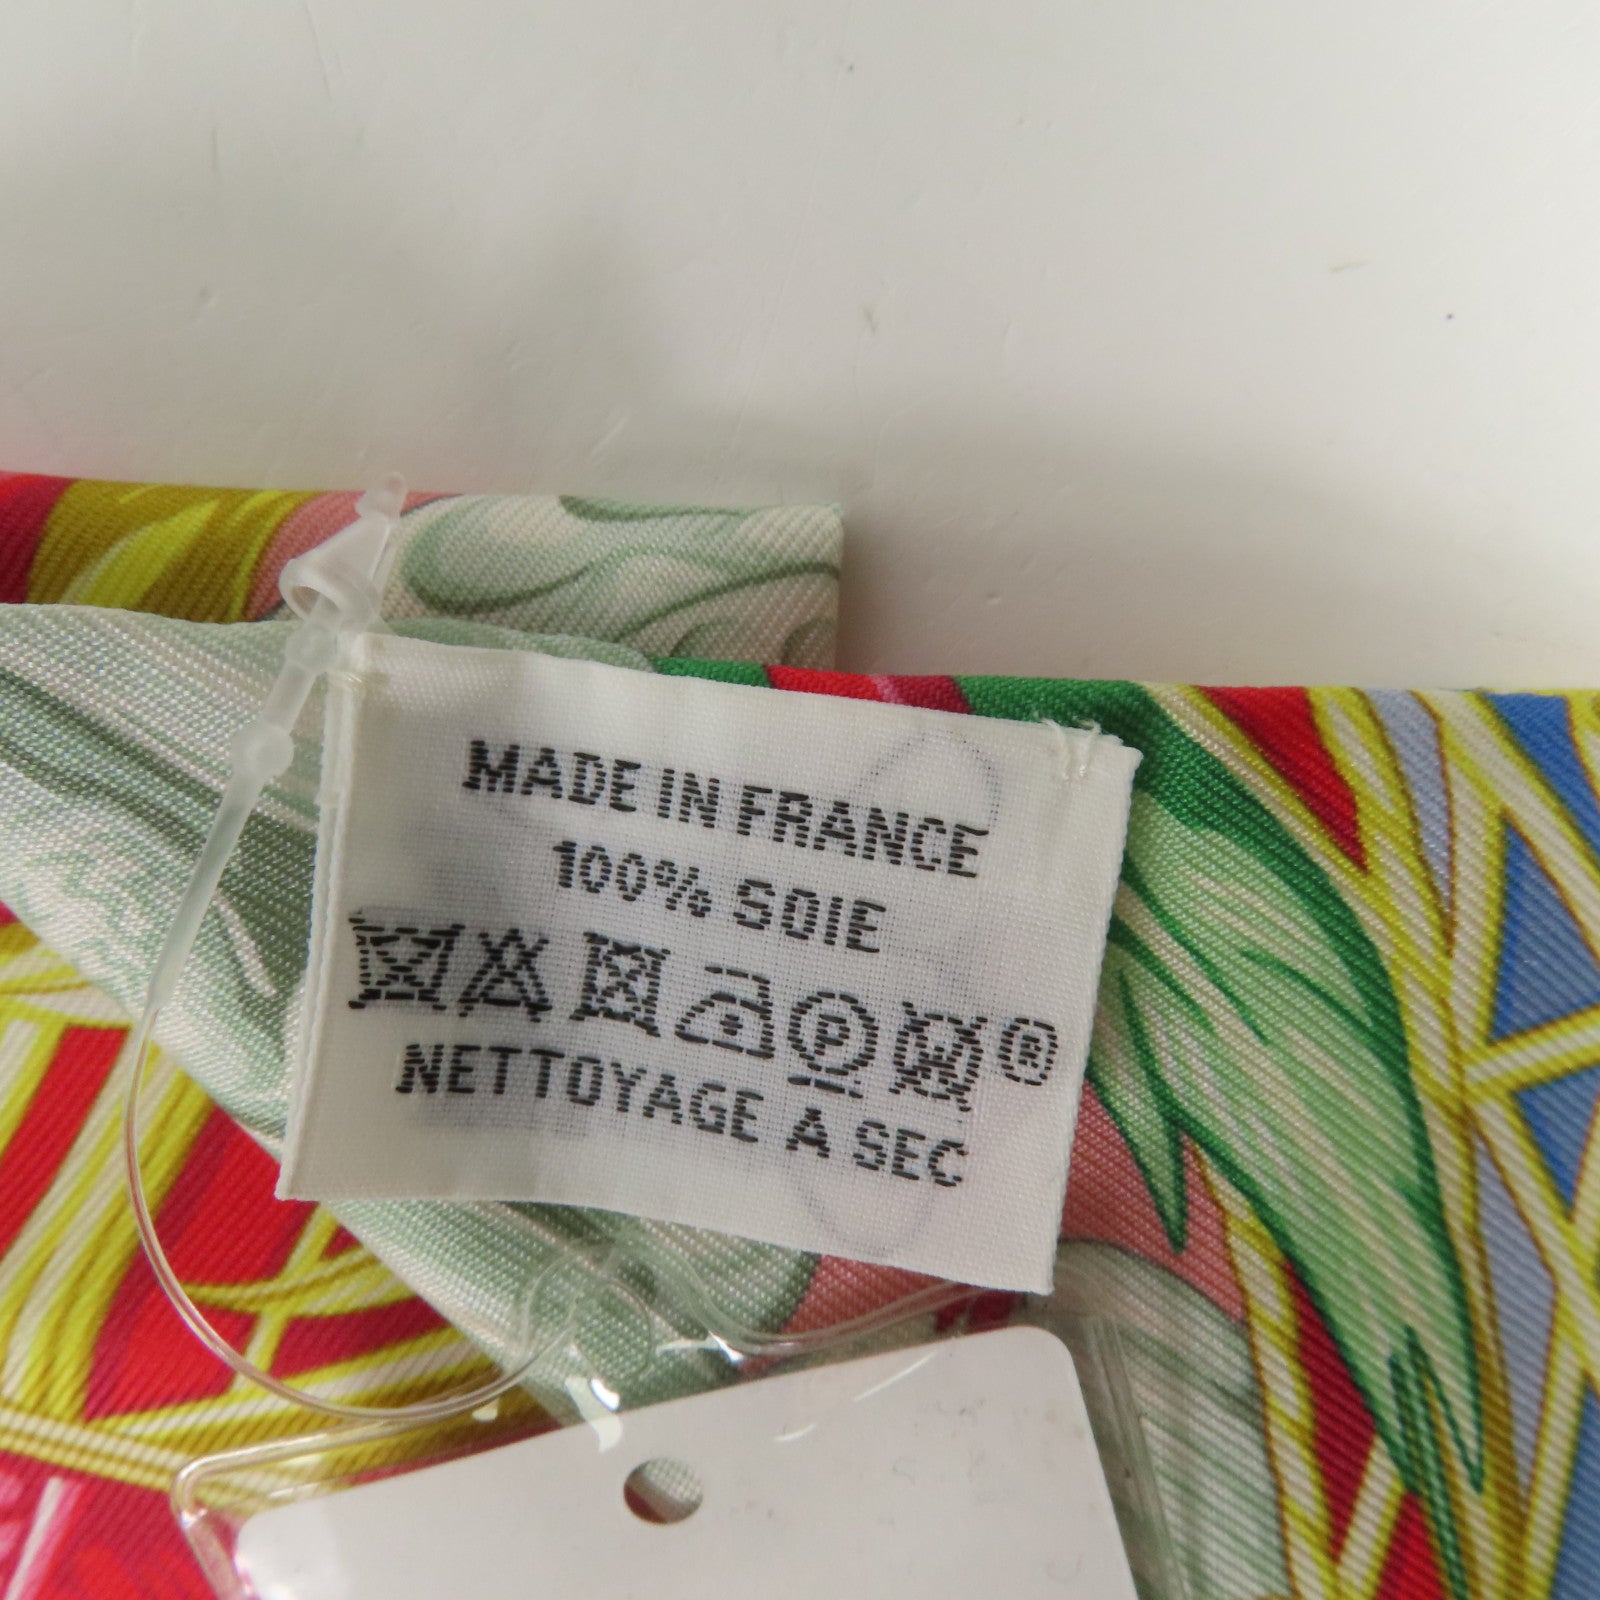 MADE IN FRANCE
100% SOIE
P W ®
NETTOYAGE A SEC